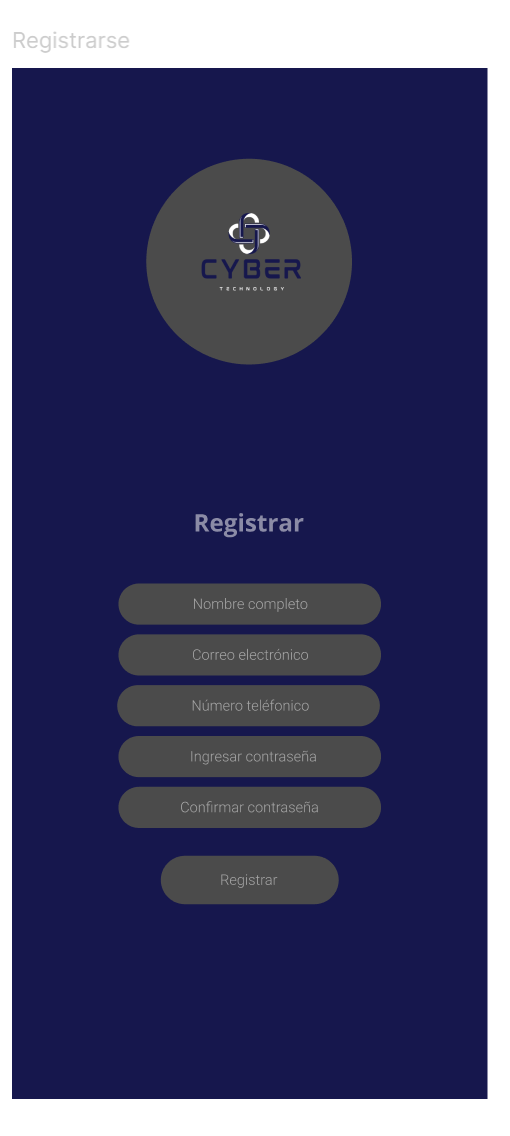 Registrarse
CYBER
TECHNOLOGY
Registrar
Nombre completo
Correo electrónico
Número teléfonico
Ingresar contraseña
Confirmar contraseña
Registrar